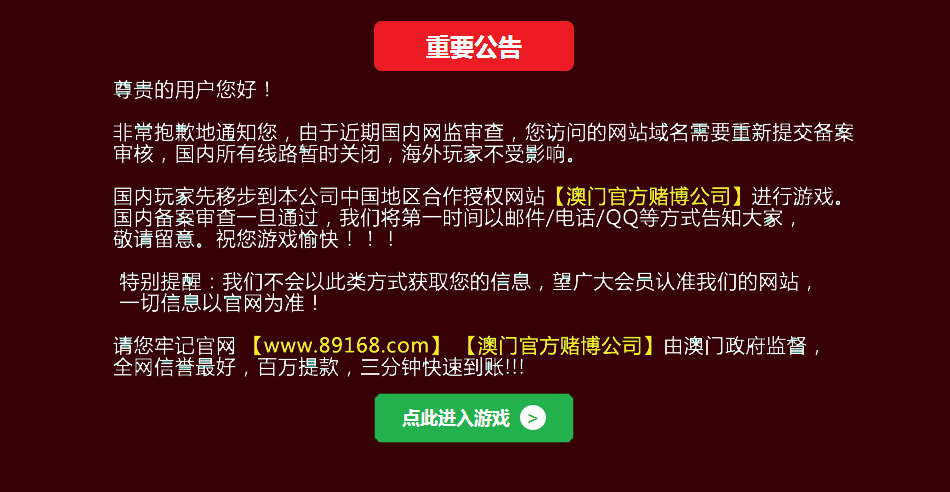 重要公告
尊贵的用户您好！
非常抱歉地通知您，由于近期国内网监审查，您访问的网站域名需要重新提交备案
审核，国内所有线路暂时关闭，海外玩家不受影响。
国内玩家先移步到本公司中国地区合作授权网站【澳门官方赌博公司】进行游戏。
国内备案审查一旦通过，我们将第一时间以邮件/电话/QQ等方式告知大家，
敬请留意。祝您游戏愉快！！！
特别提醒：我们不会以此类方式获取您的信息，望广大会员认准我们的网站，
一切信息以官网为准！
请您牢记官网 【www.89168.com】 【澳门官方赌博公司】由澳门政府监督，
全网信誉最好，百万提款，三分钟快速到账!!!
点此进入游戏 >